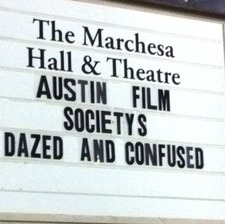 The Marchesa
Hall & Theatre
AUSTIN FILM
SOCIETYS
DAZED AND CONFUSED